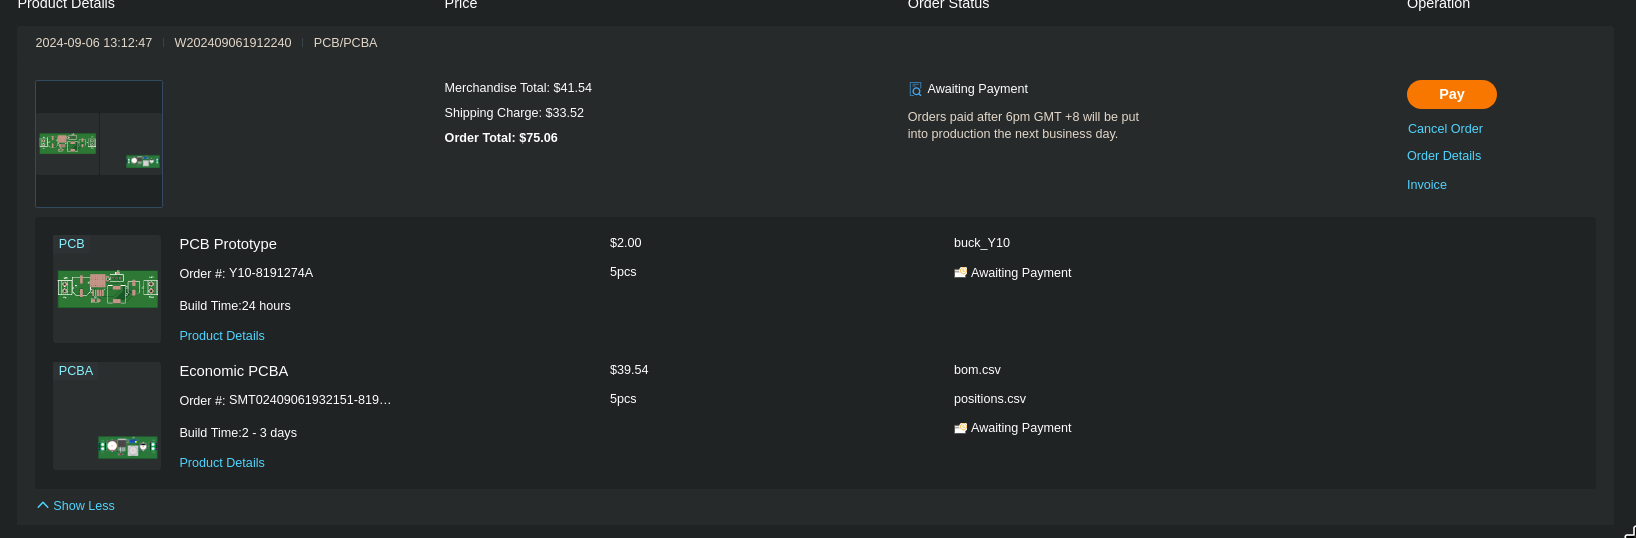 Product Details Price Order Status Operation
2024-09-06 13:12:47 W202409061912240 PCB/PCBA
Merchandise Total: $41.54
Shipping Charge: $33.52
Order Total: $75.06
Awaiting Payment
Orders paid after 6pm GMT +8 will be put
into production the next business day.
Pay
Cancel Order
Order Details
Invoice
PCB
PCB Prototype
Order #: Y10-8191274A
Build Time:24 hours
Product Details
$2.00
5pcs
buck_Y10
Awaiting Payment
PCBA
Economic PCBA
Order #: SMT02409061932151-819…
Build Time:2 - 3 days
Product Details
$39.54
5pcs
bom.csv
positions.csv
Awaiting Payment
Show Less